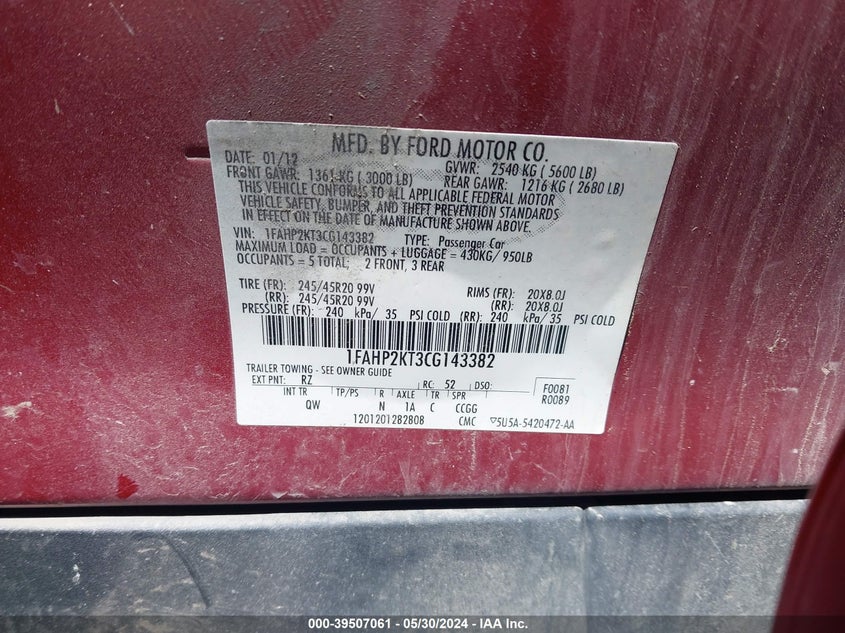 MFD. BY FORD MOTOR CO.
DATE: 01/12 GVWR: 2540 KG ( 5600 LB)
FRONT GAWR: 1361 KG ( 3000 LB) REAR GAWR: 1216 KG ( 2680 LB)
THIS VEHICLE CONFORMS TO ALL APPLICABLE FEDERAL MOTOR
VEHICLE SAFETY, BUMPER, AND THEFT PREVENTION STANDARDS
IN EFFECT ON THE DATE OF MANUFACTURE SHOWN ABOVE.
VIN: 1FAHP2KT3CG143382 TYPE: Passenger Car
MAXIMUM LOAD = OCCUPANTS + LUGGAGE = 430KG/ 950LB
OCCUPANTS = 5 TOTAL; 2 FRONT, 3 REAR
TIRE (FR): 245/45R20 99V RIMS (FR): 20X8.0J
(RR): 245/45R20 99V (RR): 20X8.0J
PRESSURE (FR): 240 kPa/ 35 PSI COLD (RR): 240 kPa/ 35 PSI COLD
1FAHP2KT3CG143382
TRAILER TOWING - SEE OWNER GUIDE
EXT PNT: RZ RC: 52 DSO: F0081
INT TR TP/PS R AXLE TR SPR R0089
QW N 1A C CCGG
1201201282808 CMC ▽5U5A-5420472-AA
000-39507061 - 05/30/2024 - IAA Inc.